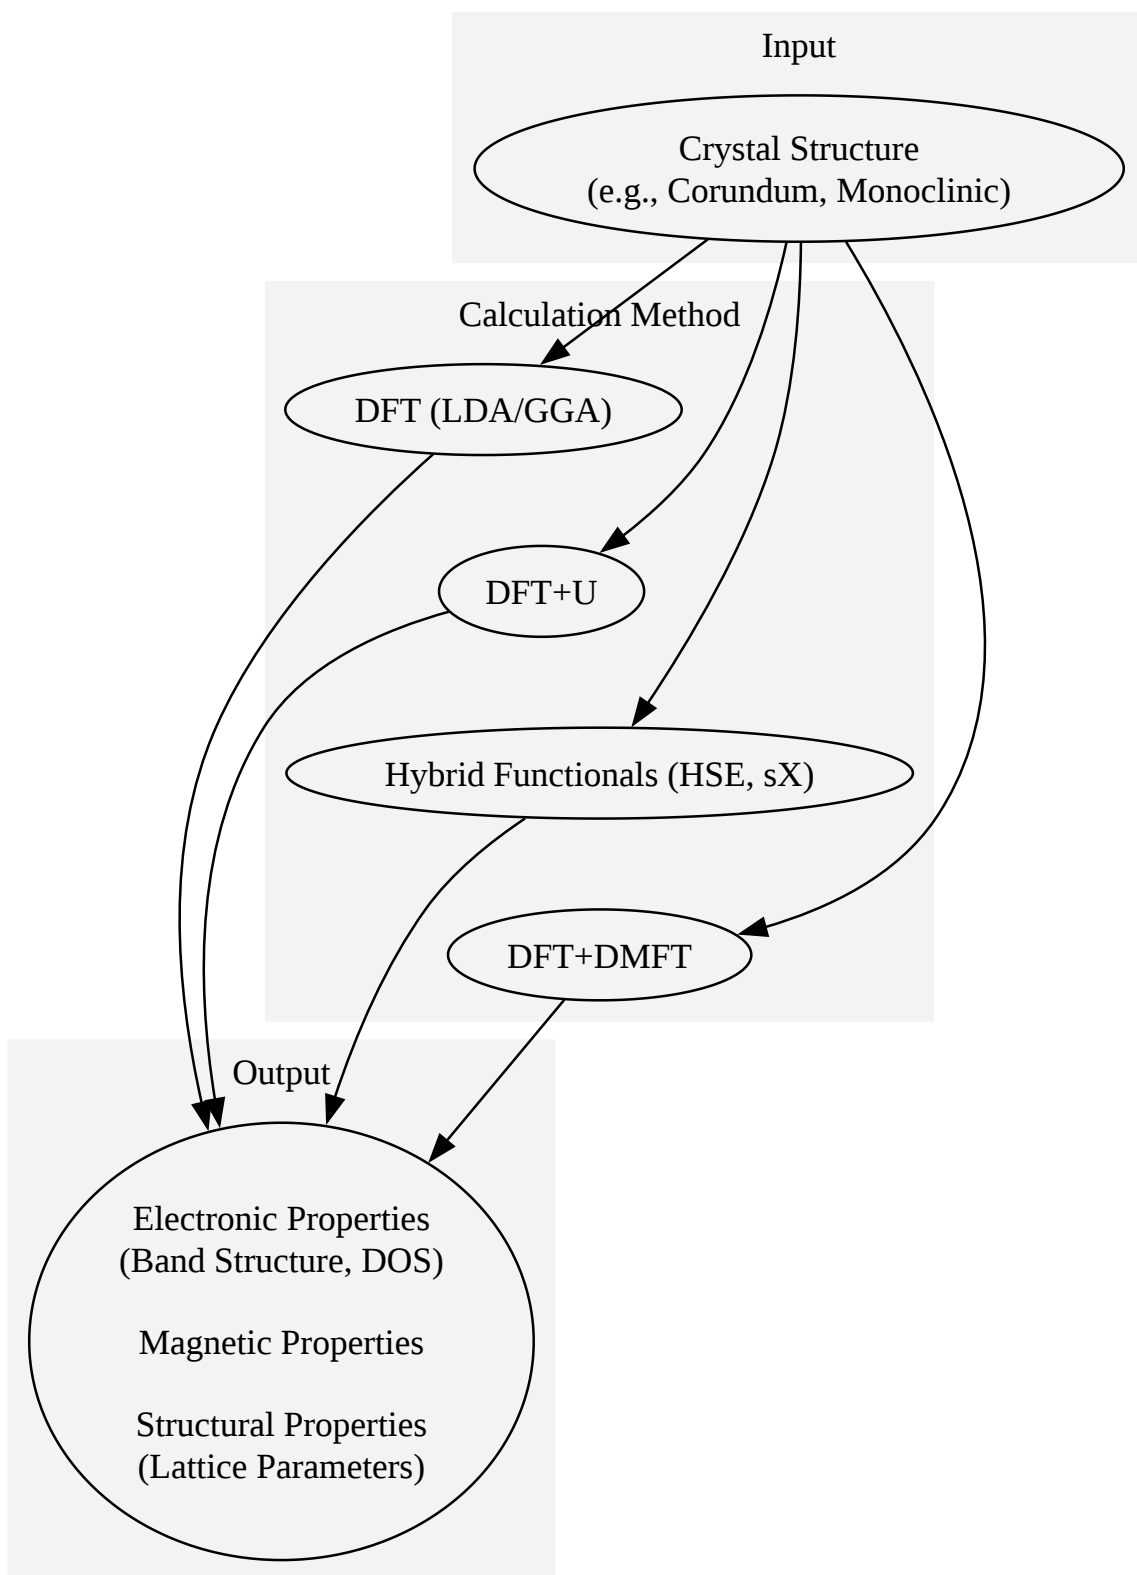 Input
Crystal Structure
(e.g., Corundum, Monoclinic)
Calculation Method
DFT (LDA/GGA)
DFT+U
Hybrid Functionals (HSE, sX)
DFT+DMFT
Output
Electronic Properties
(Band Structure, DOS)
Magnetic Properties
Structural Properties
(Lattice Parameters)